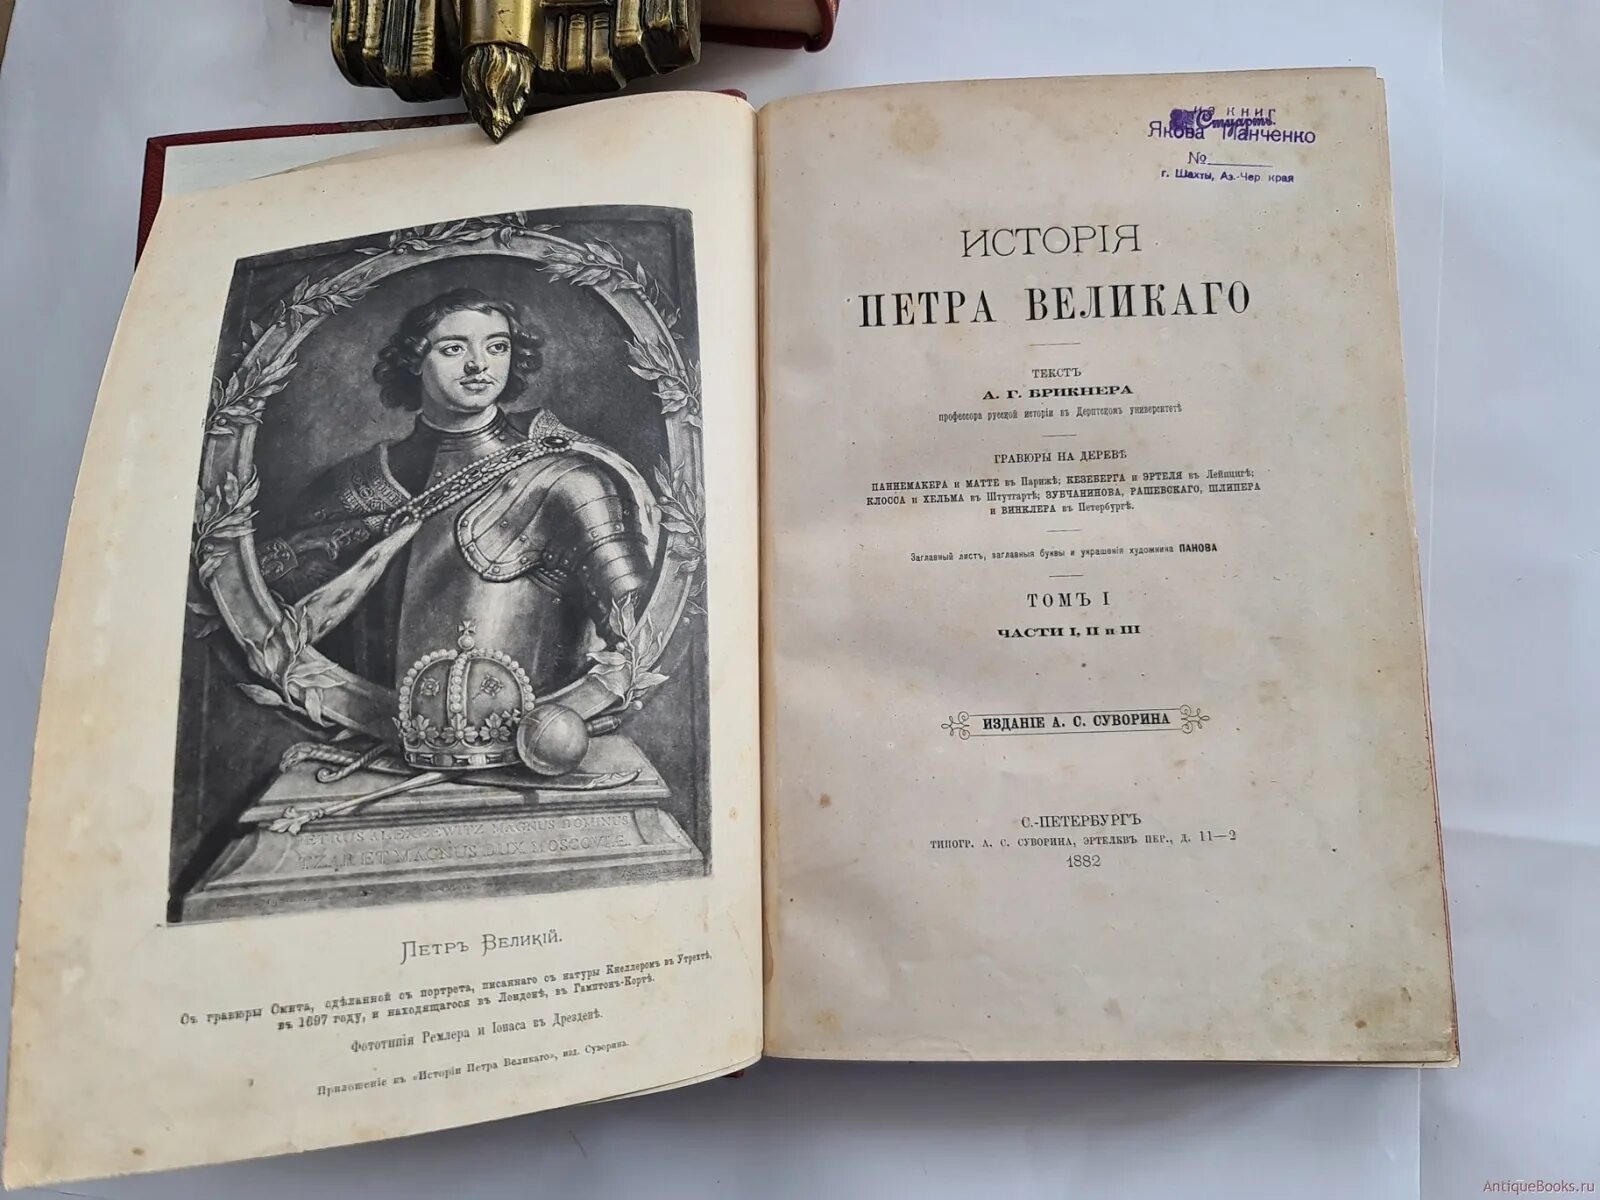 PETRUS ALEXEEWITZ MAGNUS DOMINUS
TZAR ET MAGNUS DUX MOSCOVIÆ.
Петръ Великій.
Съ гравюры Смита, сдѣланной съ портрета, писаннаго съ натуры Кнеллеромъ въ Утрехтѣ,
въ 1697 году, и находящагося въ Лондонѣ, въ Гамптонъ-Кортѣ.
Фототипія Ремлера и Іонаса въ Дрезденѣ.
Приложеніе къ «Исторіи Петра Великаго», изд. Суворина.
ИЗ КНИГ
Якова Панченко
№
г. Шахты, Аз.-Чер. края
ИСТОРІЯ
ПЕТРА ВЕЛИКАГО
ТЕКСТЪ
А. Г. БРИКНЕРА
профессора русской исторіи въ Дерптскомъ университетѣ
ГРАВЮРЫ НА ДЕРЕВѢ
ПАННЕМАКЕРА и МАТТЕ въ Парижѣ; КЕЗЕБЕРГА и ЭРТЕЛЯ въ Лейпцигѣ;
КЛОССА и ХЕЛЬМА въ Штутгартѣ; ЗУБЧАНИНОВА, РАШЕВСКАГО, ШЛИПЕРА
и ВИНКЛЕРА въ Петербургѣ.
Заглавный листъ, заглавныя буквы и украшенія художника ПАНОВА
ТОМЪ I
ЧАСТИ I, II и III
ИЗДАНІЕ А. С. СУВОРИНА
С.-ПЕТЕРБУРГЪ
ТИПОГР. А. С. СУВОРИНА, ЭРТЕЛЕВЪ ПЕР., Д. 11—2
1882
AntiqueBooks.ru